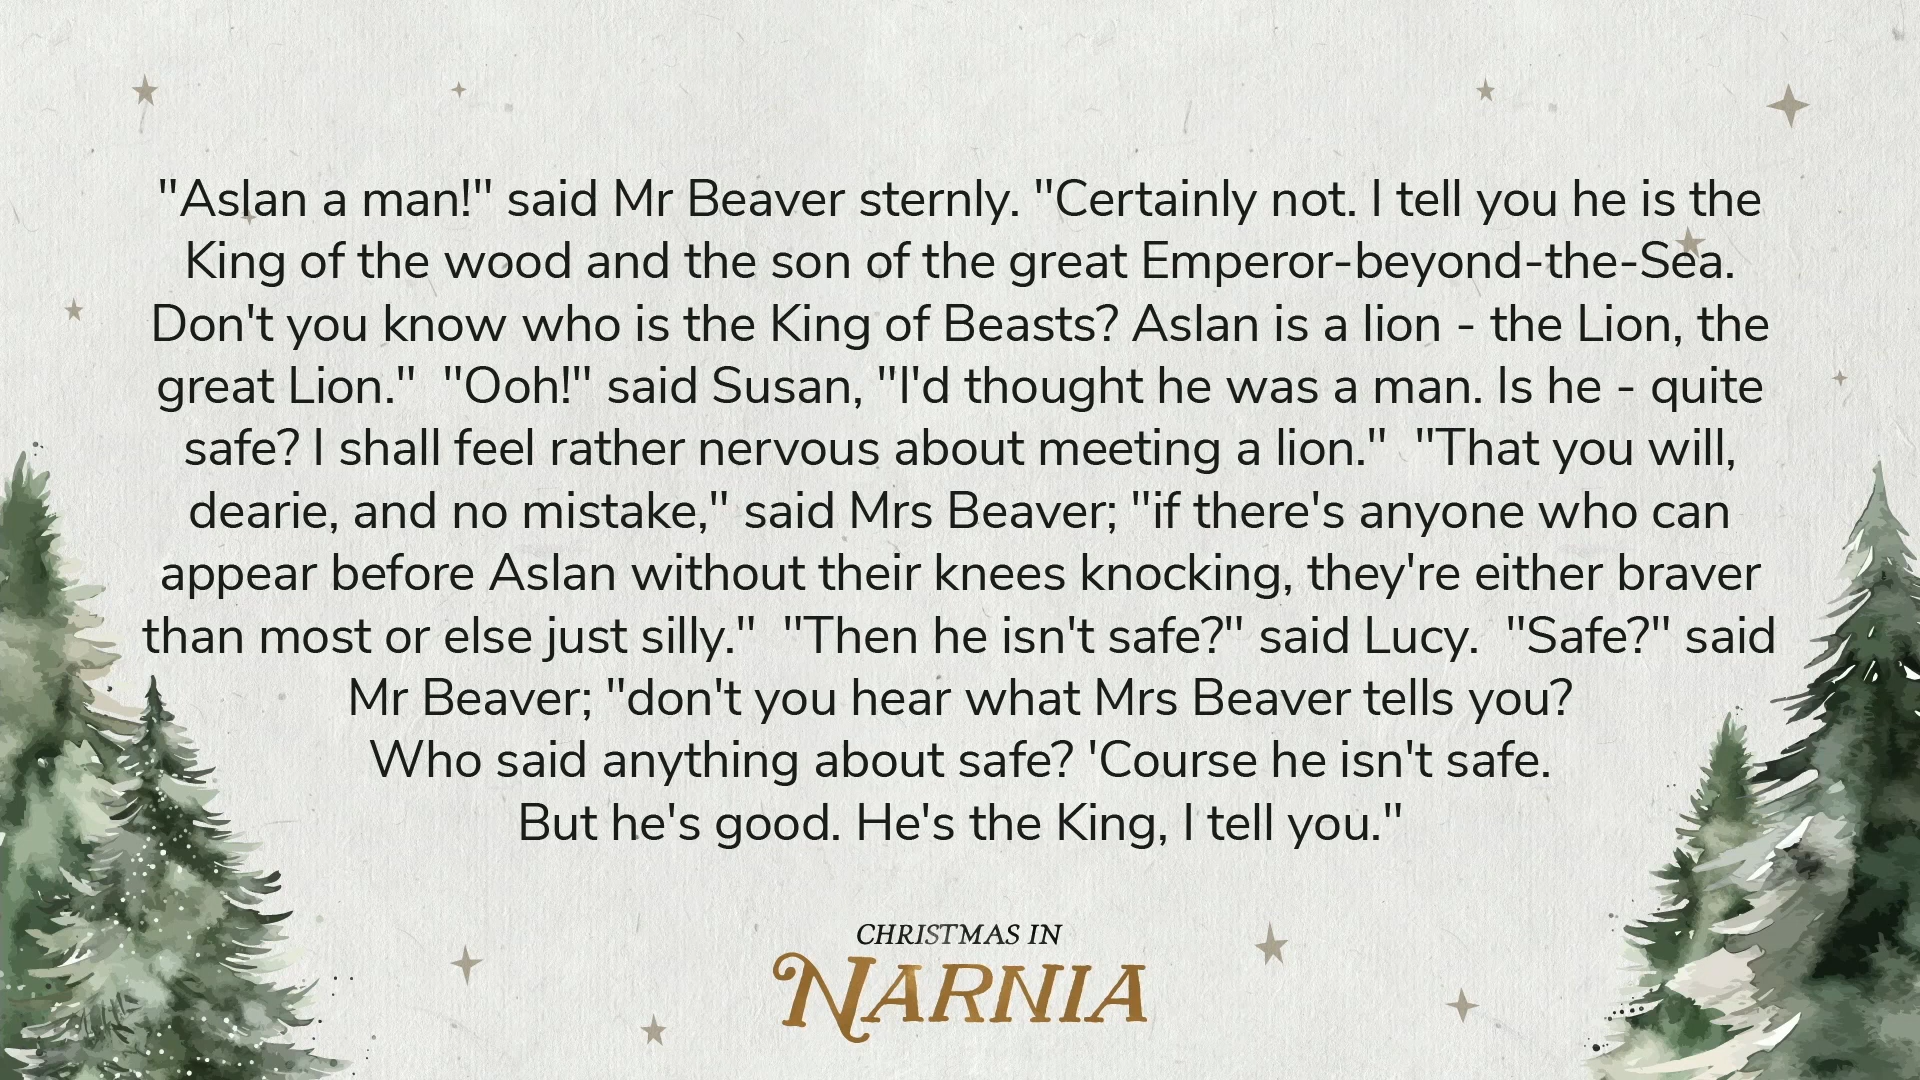 "Aslan a man!" said Mr Beaver sternly. "Certainly not. I tell you he is the
King of the wood and the son of the great Emperor-beyond-the-Sea.
Don't you know who is the King of Beasts? Aslan is a lion - the Lion, the
great Lion."  "Ooh!" said Susan, "I'd thought he was a man. Is he - quite
safe? I shall feel rather nervous about meeting a lion."  "That you will,
dearie, and no mistake," said Mrs Beaver; "if there's anyone who can
appear before Aslan without their knees knocking, they're either braver
than most or else just silly."  "Then he isn't safe?" said Lucy.  "Safe?" said
Mr Beaver; "don't you hear what Mrs Beaver tells you?
Who said anything about safe? 'Course he isn't safe.
But he's good. He's the King, I tell you."
CHRISTMAS IN
NARNIA